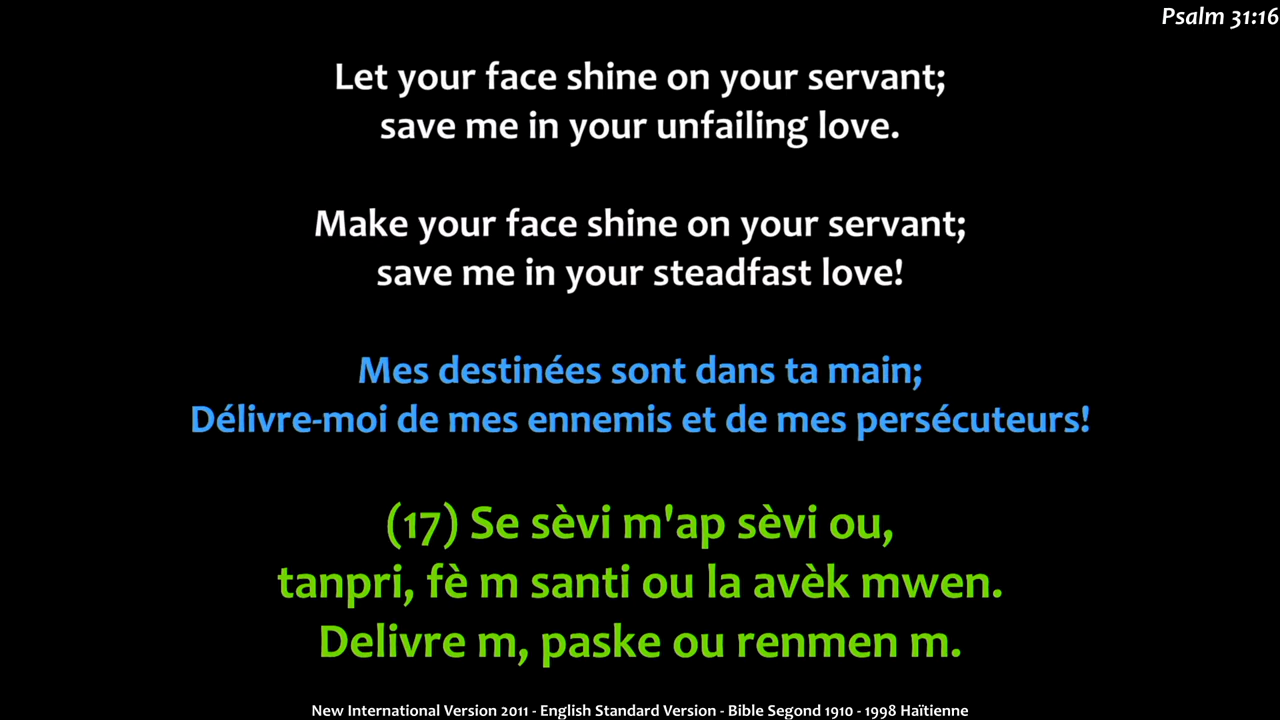 Psalm 31:16
Let your face shine on your servant;
save me in your unfailing love.
Make your face shine on your servant;
save me in your steadfast love!
Mes destinées sont dans ta main;
Délivre-moi de mes ennemis et de mes persécuteurs!
(17) Se sèvi m'ap sèvi ou,
tanpri, fè m santi ou la avèk mwen.
Delivre m, paske ou renmen m.
New International Version 2011 - English Standard Version - Bible Segond 1910 - 1998 Haïtienne